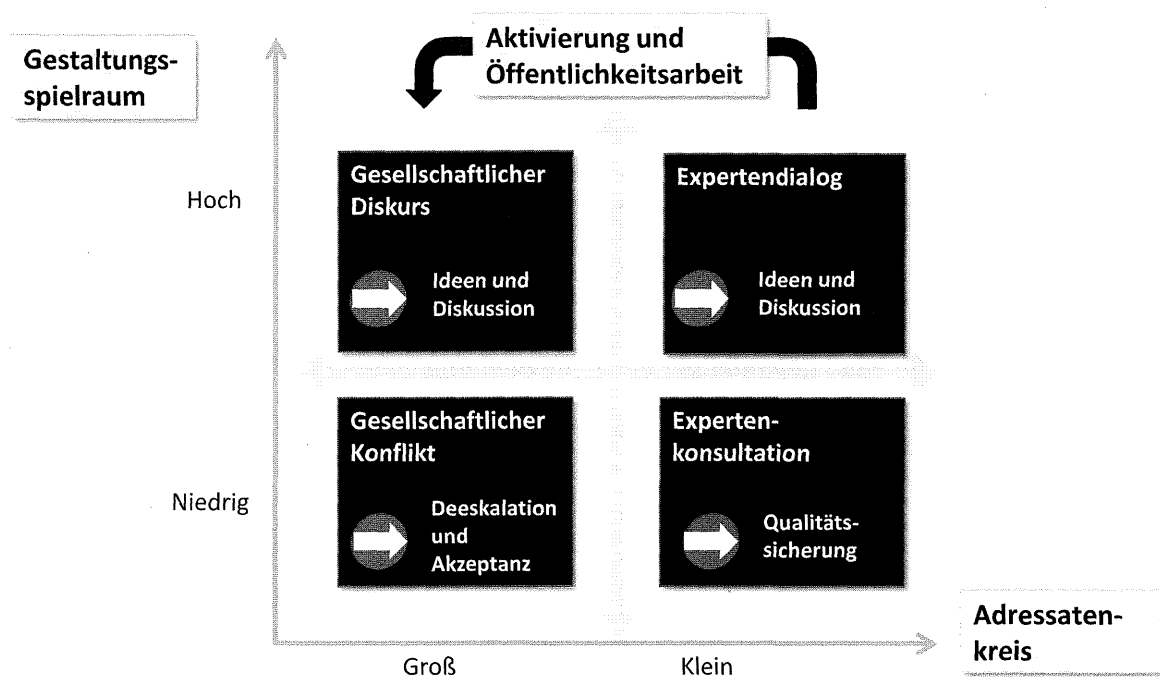 Gestaltungs-
spielraum
Aktivierung und
Öffentlichkeitsarbeit
Hoch
Gesellschaftlicher
Diskurs
Ideen und
Diskussion
Expertendialog
Ideen und
Diskussion
Niedrig
Gesellschaftlicher
Konflikt
Deeskalation
und
Akzeptanz
Experten-
konsultation
Qualitäts-
sicherung
Groß
Klein
Adressaten-
kreis